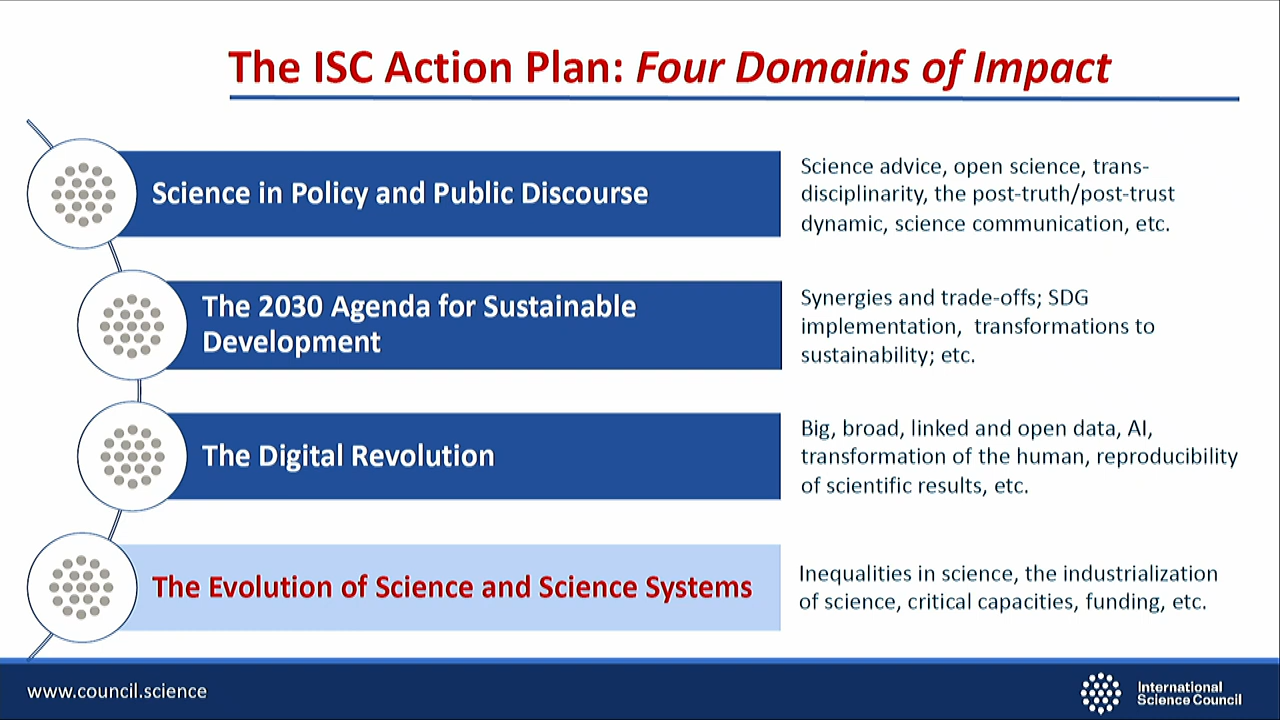 The ISC Action Plan: Four Domains of Impact
Science in Policy and Public Discourse
Science advice, open science, trans-
disciplinarity, the post-truth/post-trust
dynamic, science communication, etc.
The 2030 Agenda for Sustainable
Development
Synergies and trade-offs; SDG
implementation, transformations to
sustainability; etc.
The Digital Revolution
Big, broad, linked and open data, AI,
transformation of the human, reproducibility
of scientific results, etc.
The Evolution of Science and Science Systems
Inequalities in science, the industrialization
of science, critical capacities, funding, etc.
www.council.science
International
Science Council